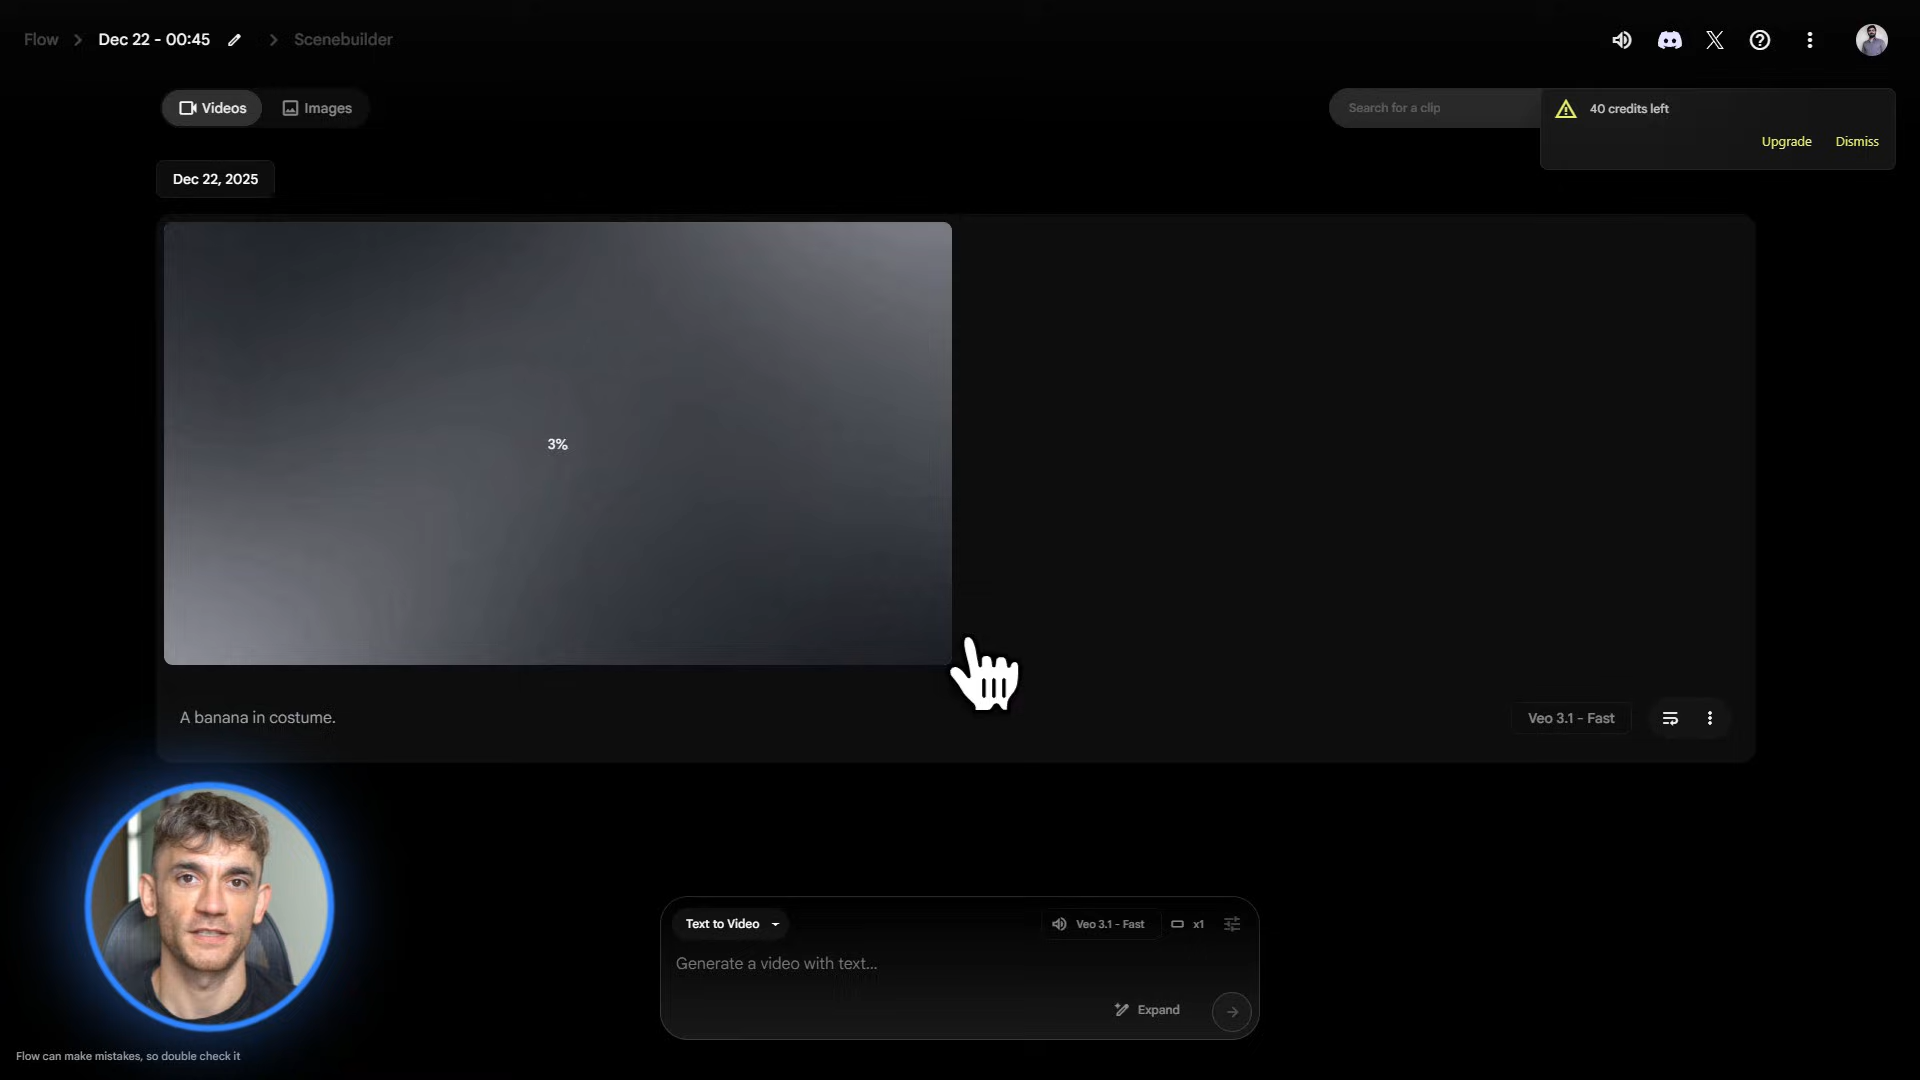 Flow > Dec 22 - 00:45 > Scenebuilder
Videos
Images
Search for a clip
40 credits left
Upgrade
Dismiss
Dec 22, 2025
3%
A banana in costume.
Veo 3.1 - Fast
Text to Video
Veo 3.1 - Fast
x1
Generate a video with text...
Expand
Flow can make mistakes, so double check it